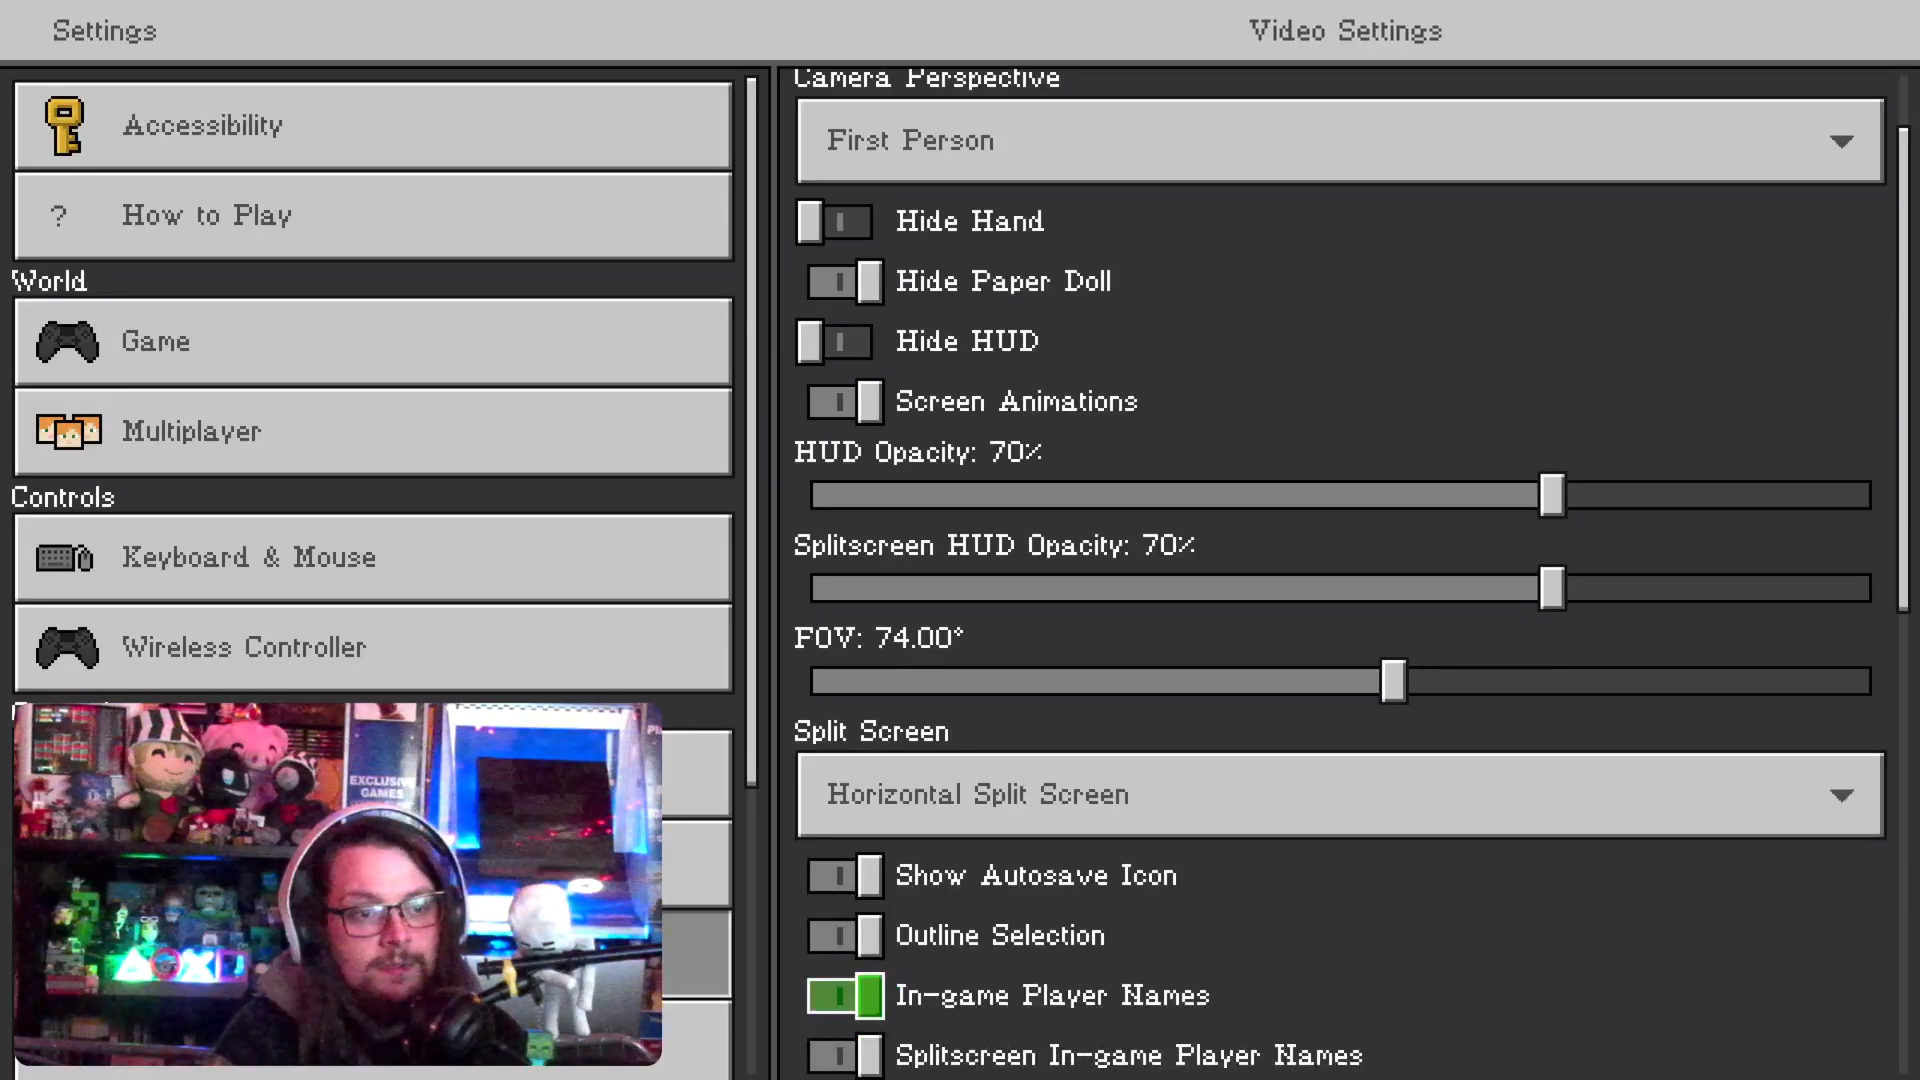 Settings
Video Settings
Accessibility
? How to Play
World
Game
Multiplayer
Controls
Keyboard & Mouse
Wireless Controller
EXCLUSIVE
GAMES
Camera Perspective
First Person
Hide Hand
Hide Paper Doll
Hide HUD
Screen Animations
HUD Opacity: 70%
Splitscreen HUD Opacity: 70%
FOV: 74.00°
Split Screen
Horizontal Split Screen
Show Autosave Icon
Outline Selection
In-game Player Names
Splitscreen In-game Player Names